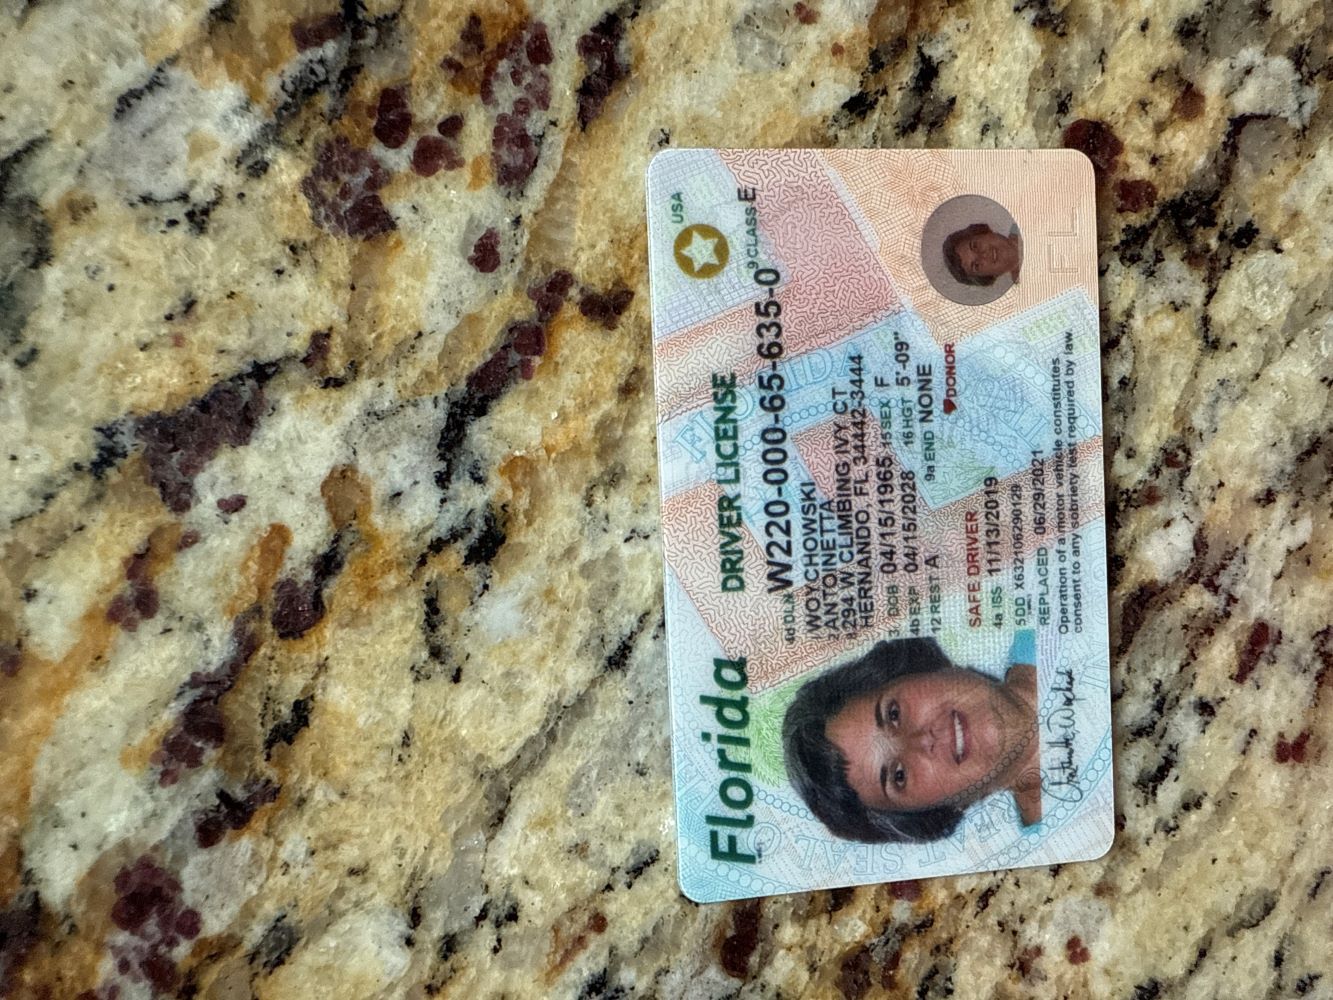 Florida
DRIVER LICENSE
USA
9 CLASS E
4d DLN W220-000-65-635-0
1 WOYCHOWSKI
2 ANTOINETTA
8 294 W CLIMBING IVY CT
HERNANDO, FL 34442-3444
3 DOB 04/15/1965 15 SEX F
4b EXP 04/15/2028 16 HGT 5'-09"
12 REST A 9a END NONE
DONOR
SAFE DRIVER
4a ISS 11/13/2019
5DD X632106290129
REPLACED 06/29/2021
Operation of a motor vehicle constitutes
consent to any sobriety test required by law.
FL